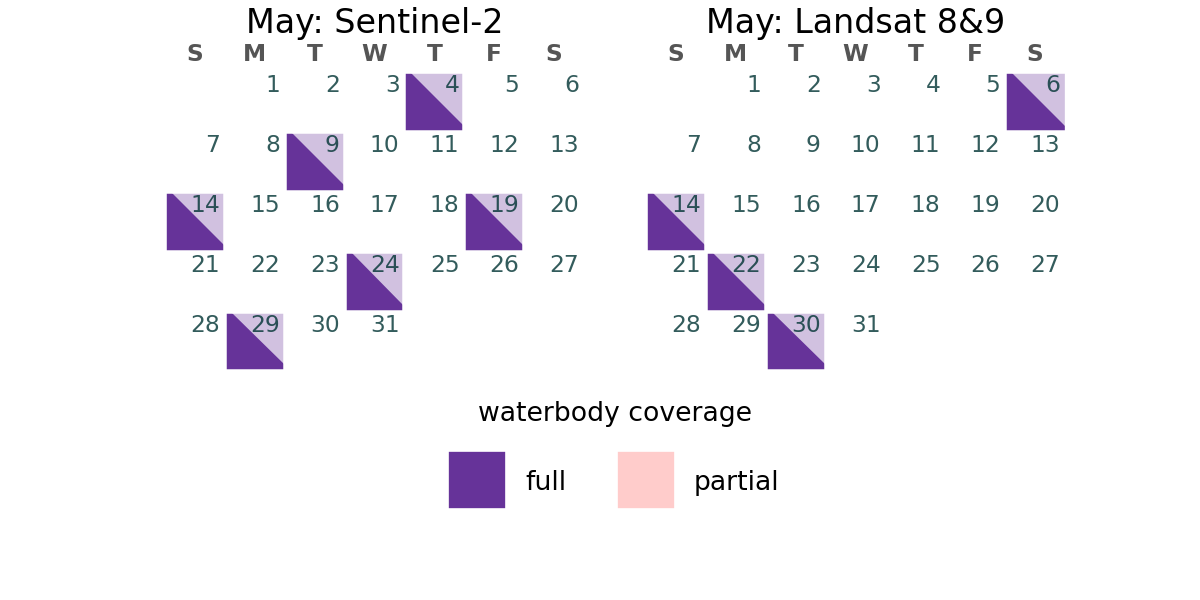 May: Sentinel-2
S M T W T F S
1 2 3 4 5 6
7 8 9 10 11 12 13
14 15 16 17 18 19 20
21 22 23 24 25 26 27
28 29 30 31
May: Landsat 8&9
S M T W T F S
1 2 3 4 5 6
7 8 9 10 11 12 13
14 15 16 17 18 19 20
21 22 23 24 25 26 27
28 29 30 31
waterbody coverage
full partial